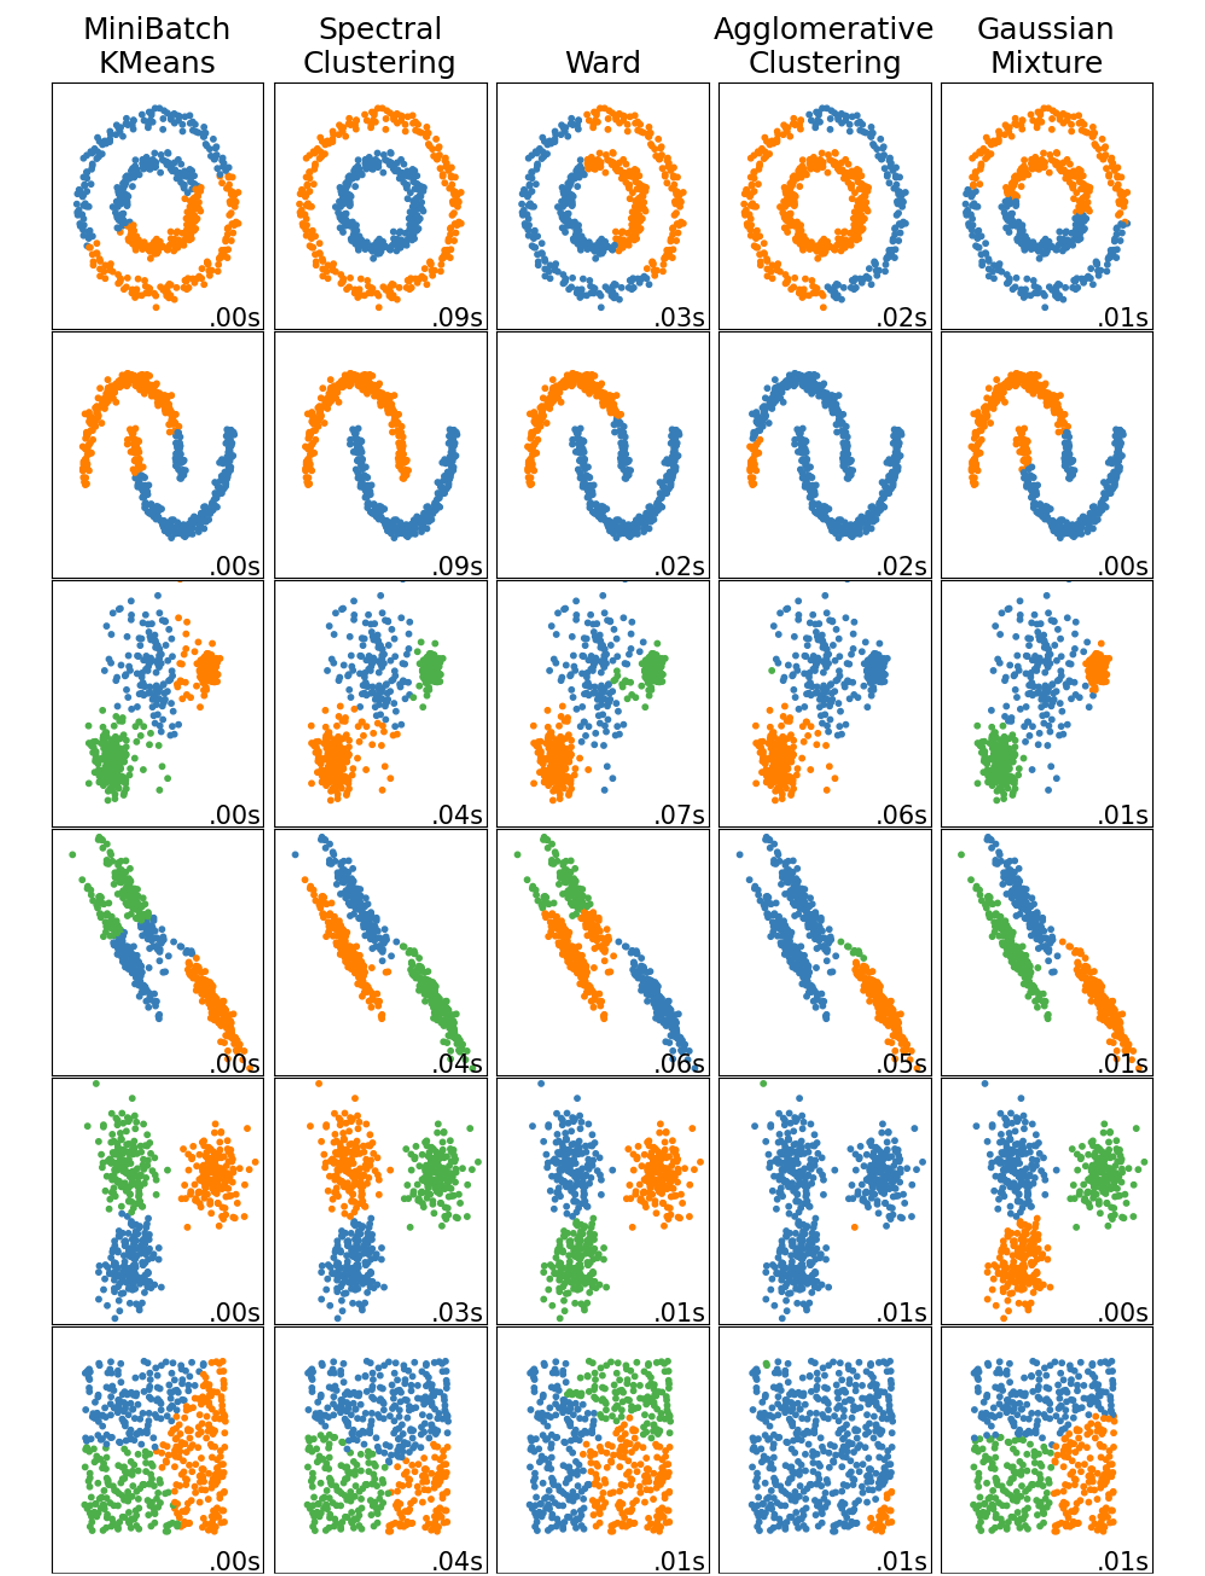 MiniBatch
KMeans
Spectral
Clustering
Ward
Agglomerative
Clustering
Gaussian
Mixture
.00s
.09s
.03s
.02s
.01s
.00s
.09s
.02s
.02s
.00s
.00s
.04s
.07s
.06s
.01s
.00s
.04s
.06s
.05s
.01s
.00s
.03s
.01s
.01s
.00s
.00s
.04s
.01s
.01s
.01s